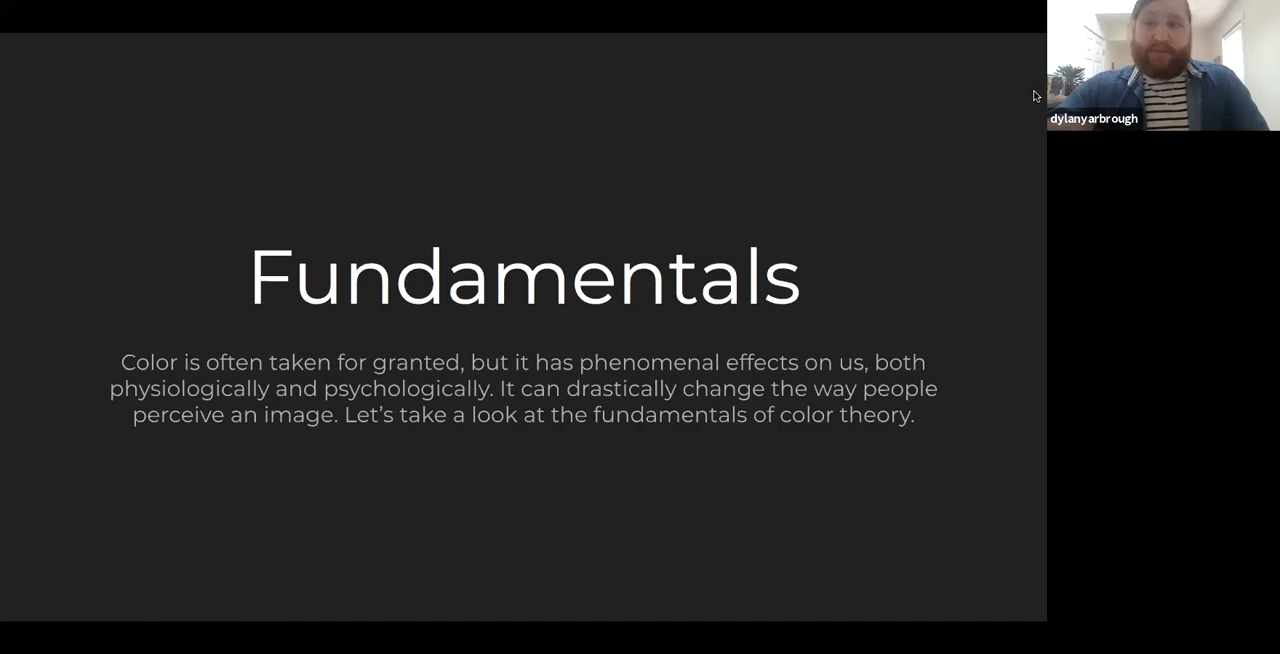 Fundamentals
Color is often taken for granted, but it has phenomenal effects on us, both
physiologically and psychologically. It can drastically change the way people
perceive an image. Let’s take a look at the fundamentals of color theory.
dylanyarbrough